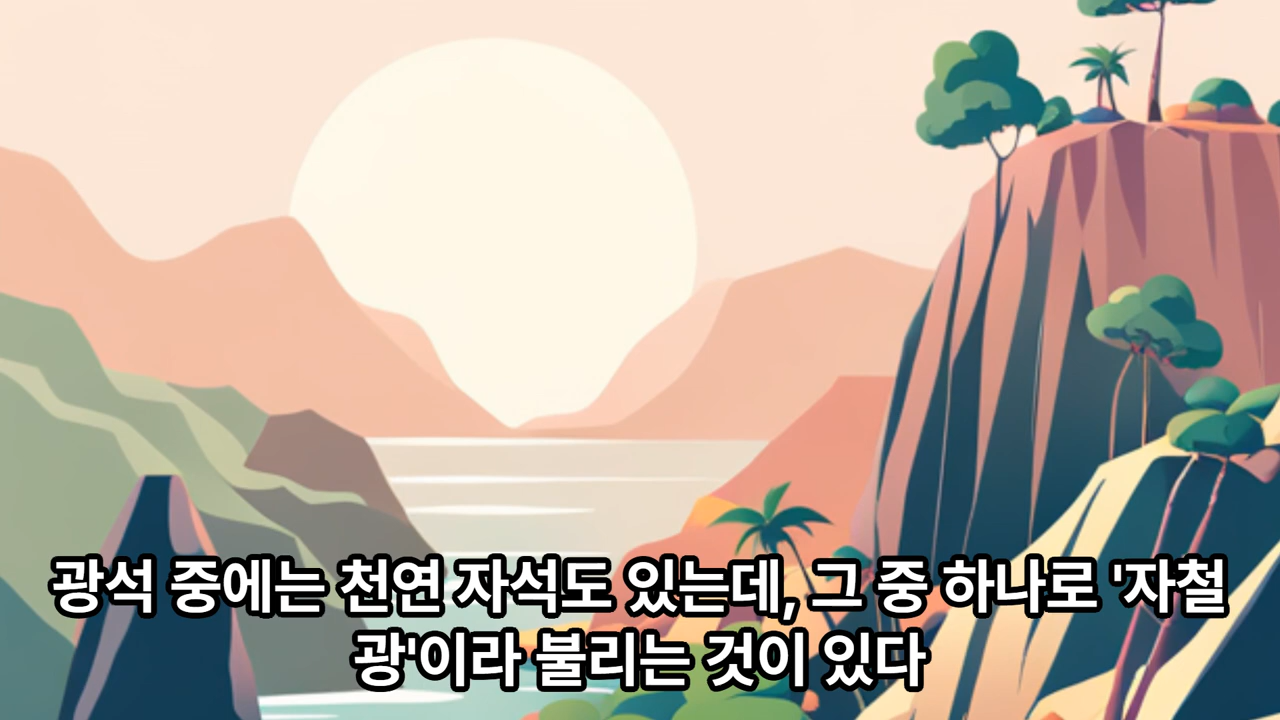 광석 중에는 천연 자석도 있는데, 그 중 하나로 '자철
광'이라 불리는 것이 있다